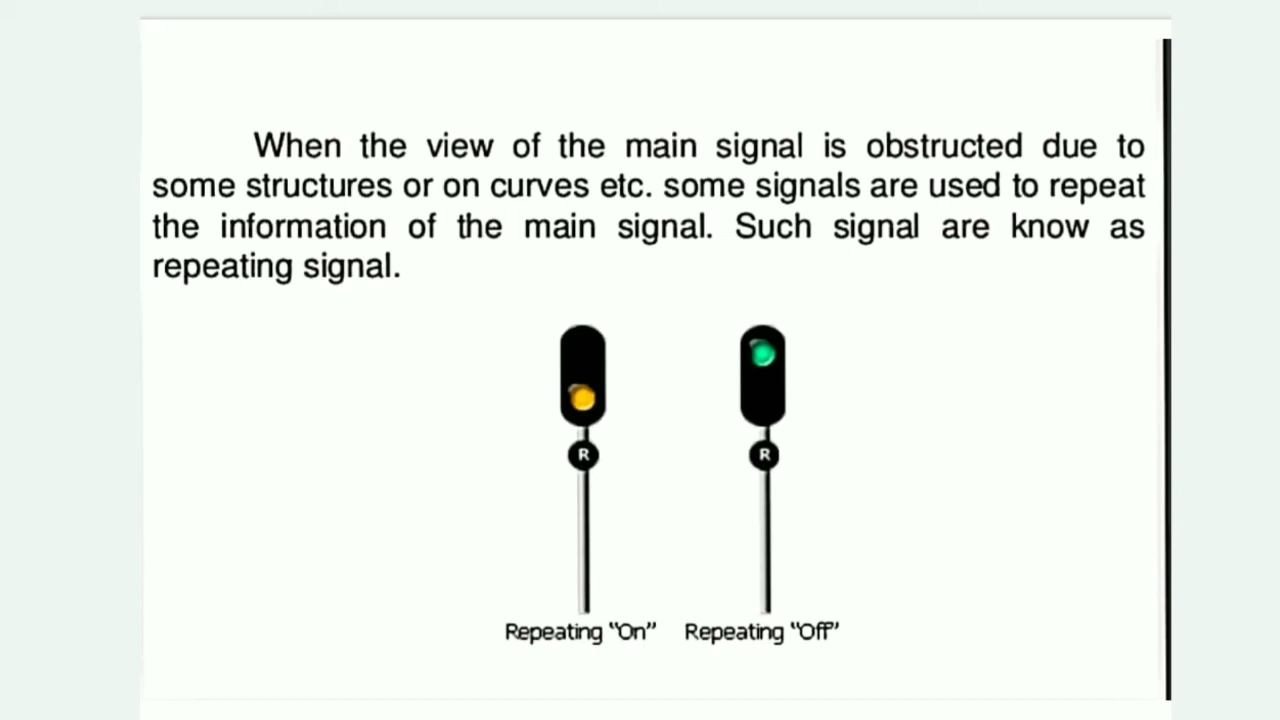 When the view of the main signal is obstructed due to
some structures or on curves etc. some signals are used to repeat
the information of the main signal. Such signal are know as
repeating signal.
R R
Repeating “On” Repeating “Off”